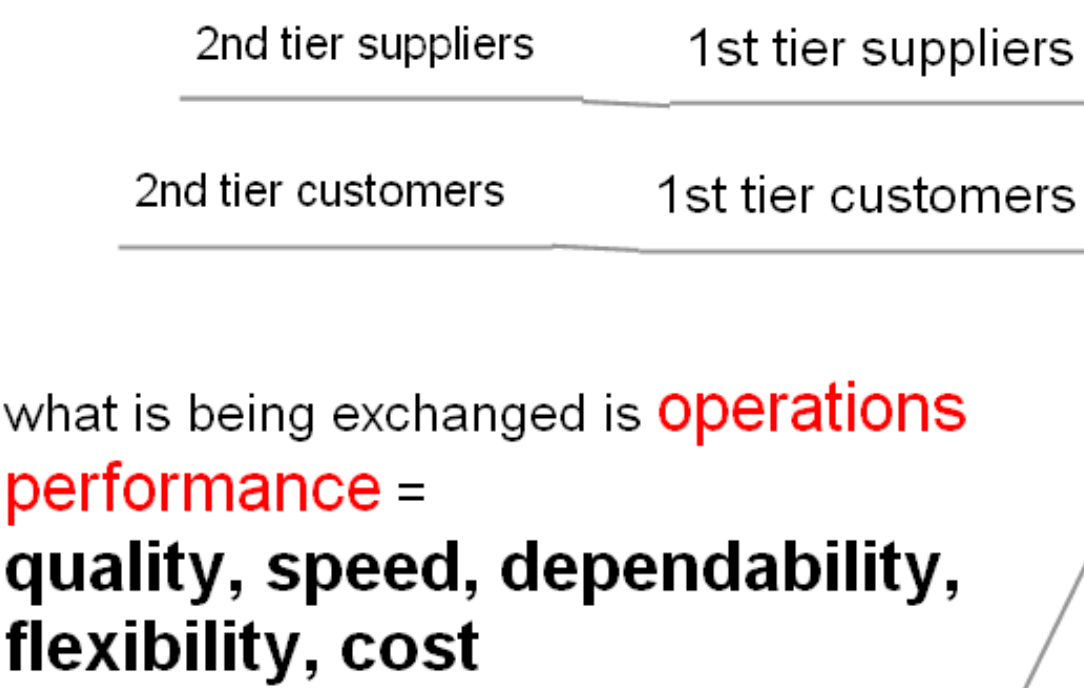 2nd tier suppliers 1st tier suppliers
2nd tier customers 1st tier customers
what is being exchanged is operations
performance =
quality, speed, dependability,
flexibility, cost